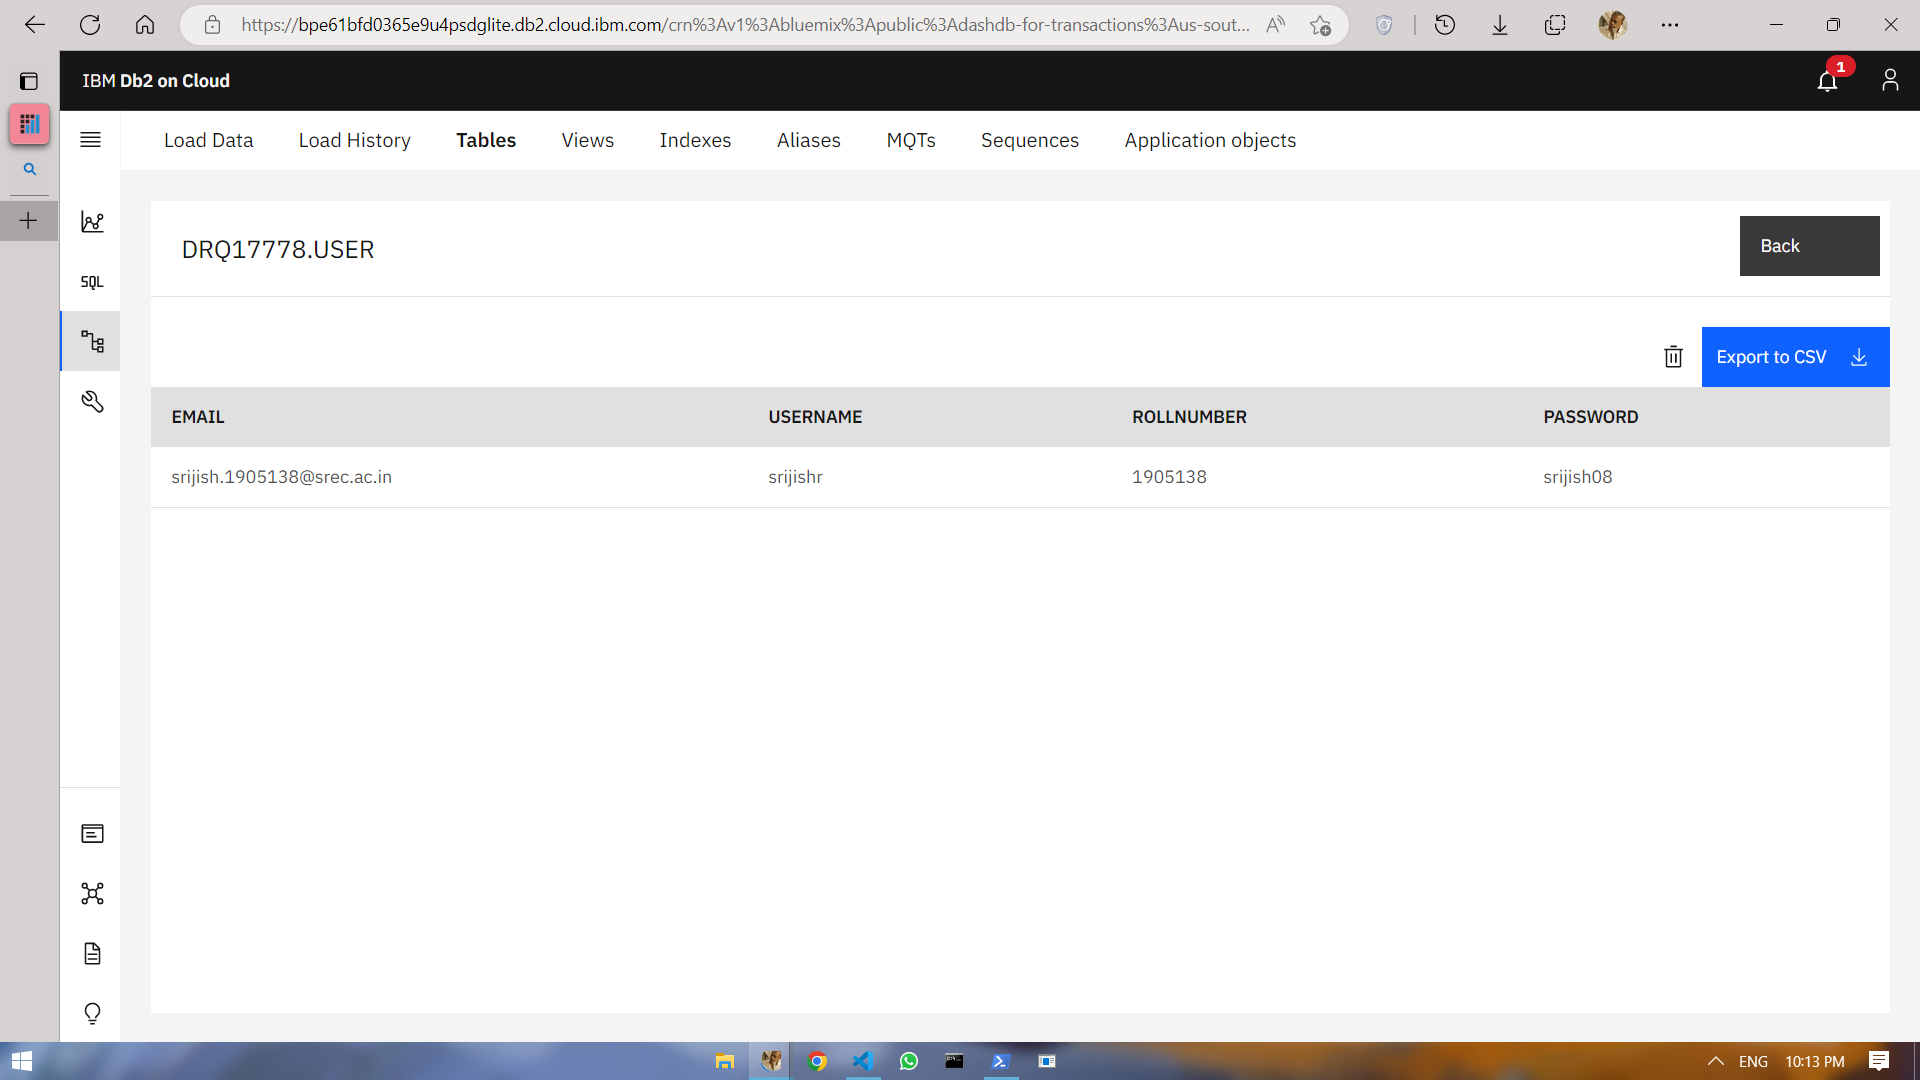 https://bpe61bfd0365e9u4psdglite.db2.cloud.ibm.com/crn%3Av1%3Abluemix%3Apublic%3Adashdb-for-transactions%3Aus-sout...
1
IBM Db2 on Cloud
Load Data Load History Tables Views Indexes Aliases MQTs Sequences Application objects
SQL
DRQ17778.USER
Back
Export to CSV
EMAIL USERNAME ROLLNUMBER PASSWORD
srijish.1905138@srec.ac.in srijishr 1905138 srijish08
ENG 10:13 PM